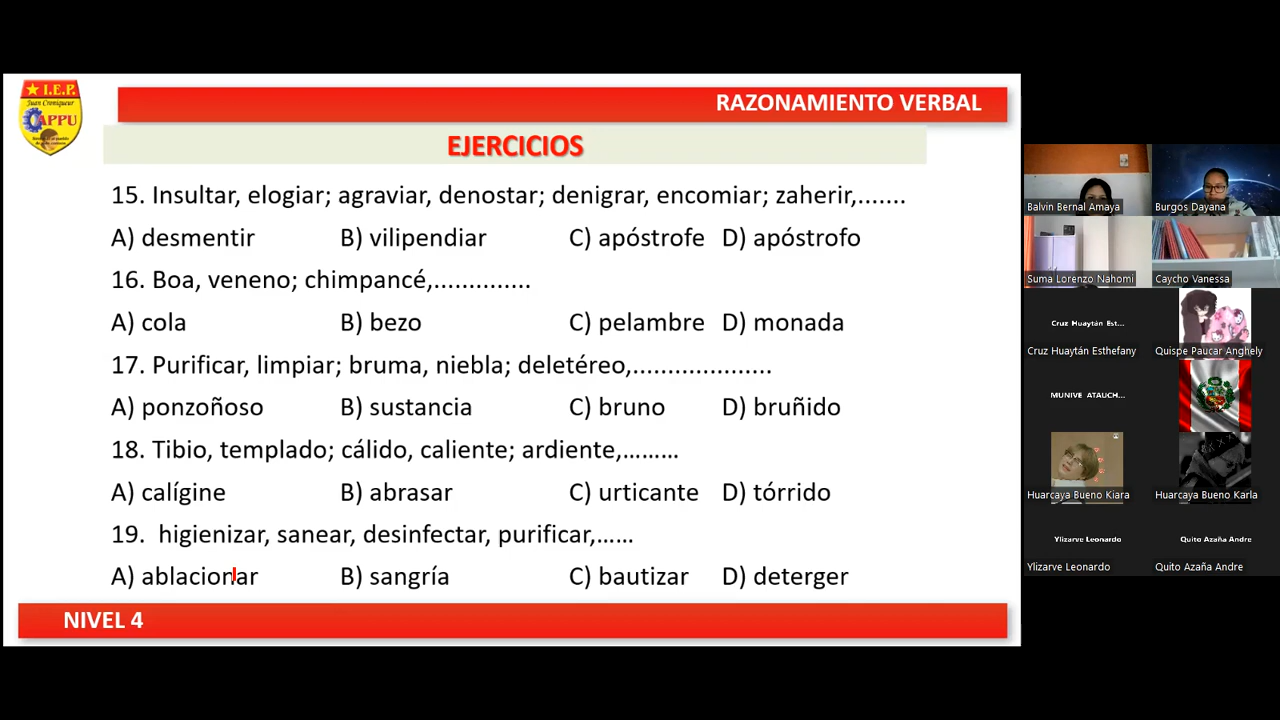 I.E.P.
Juan Croniqueur
APPU
RAZONAMIENTO VERBAL
EJERCICIOS
15. Insultar, elogiar; agraviar, denostar; denigrar, encomiar; zaherir,.......
A) desmentir B) vilipendiar C) apóstrofe D) apóstrofo
16. Boa, veneno; chimpancé,..............
A) cola B) bezo C) pelambre D) monada
17. Purificar, limpiar; bruma, niebla; deletéreo,....................
A) ponzoñoso B) sustancia C) bruno D) bruñido
18. Tibio, templado; cálido, caliente; ardiente,………
A) calígine B) abrasar C) urticante D) tórrido
19. higienizar, sanear, desinfectar, purificar,……
A) ablacionar B) sangría C) bautizar D) deterger
NIVEL 4
Balvin Bernal Amaya
Burgos Dayana
Suma Lorenzo Nahomi
Caycho Vanessa
Cruz Huaytán Est...
Cruz Huaytán Esthefany
Quispe Paucar Anghely
MUNIVE ATAUCH...
Huarcaya Bueno Kiara
Huarcaya Bueno Karla
Ylizarve Leonardo
Quito Azaña Andre
Ylizarve Leonardo
Quito Azaña Andre